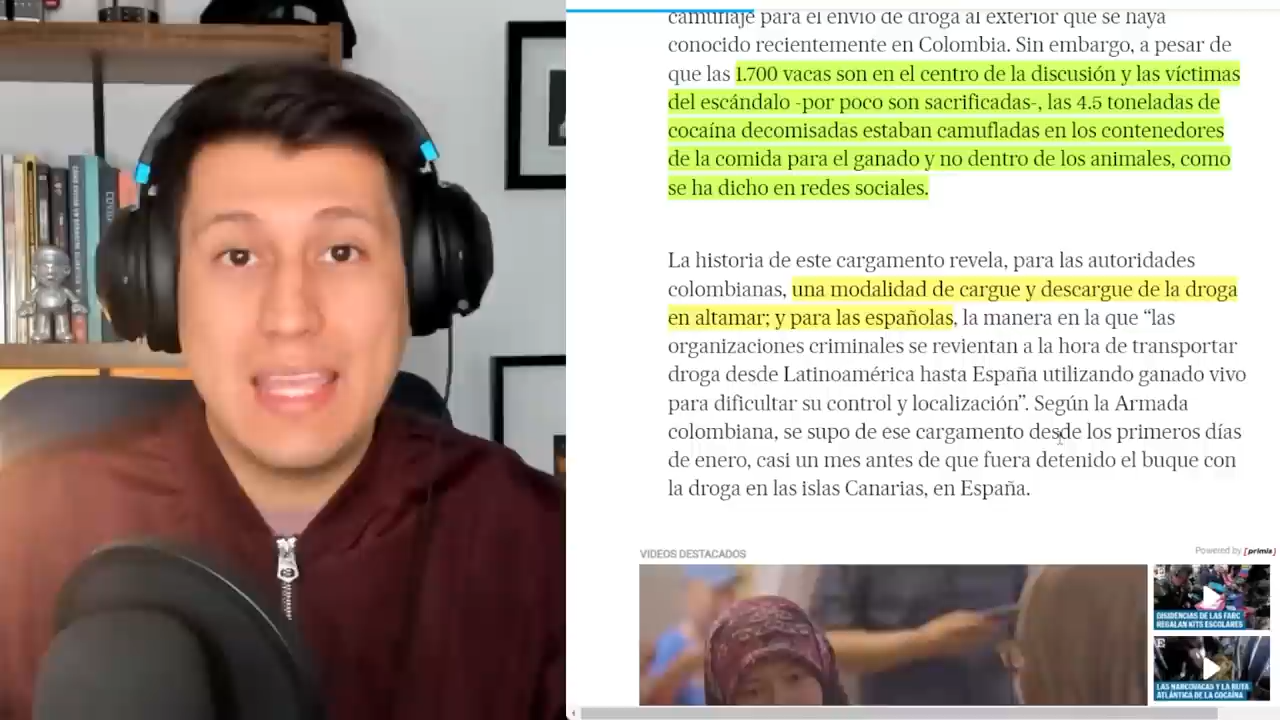 camuflaje para el envío de droga al exterior que se haya
conocido recientemente en Colombia. Sin embargo, a pesar de
que las 1.700 vacas son en el centro de la discusión y las víctimas
del escándalo -por poco son sacrificadas-, las 4.5 toneladas de
cocaína decomisadas estaban camufladas en los contenedores
de la comida para el ganado y no dentro de los animales, como
se ha dicho en redes sociales.
La historia de este cargamento revela, para las autoridades
colombianas, una modalidad de cargue y descargue de la droga
en altamar; y para las españolas, la manera en la que “las
organizaciones criminales se revientan a la hora de transportar
droga desde Latinoamérica hasta España utilizando ganado vivo
para dificultar su control y localización”. Según la Armada
colombiana, se supo de ese cargamento desde los primeros días
de enero, casi un mes antes de que fuera detenido el buque con
la droga en las islas Canarias, en España.
VIDEOS DESTACADOS
Powered by [primis]
DISIDENCIAS DE LAS FARC
REGALAN KITS ESCOLARES
LAS NARCOVACAS Y LA RUTA
ATLÁNTICA DE LA COCAÍNA